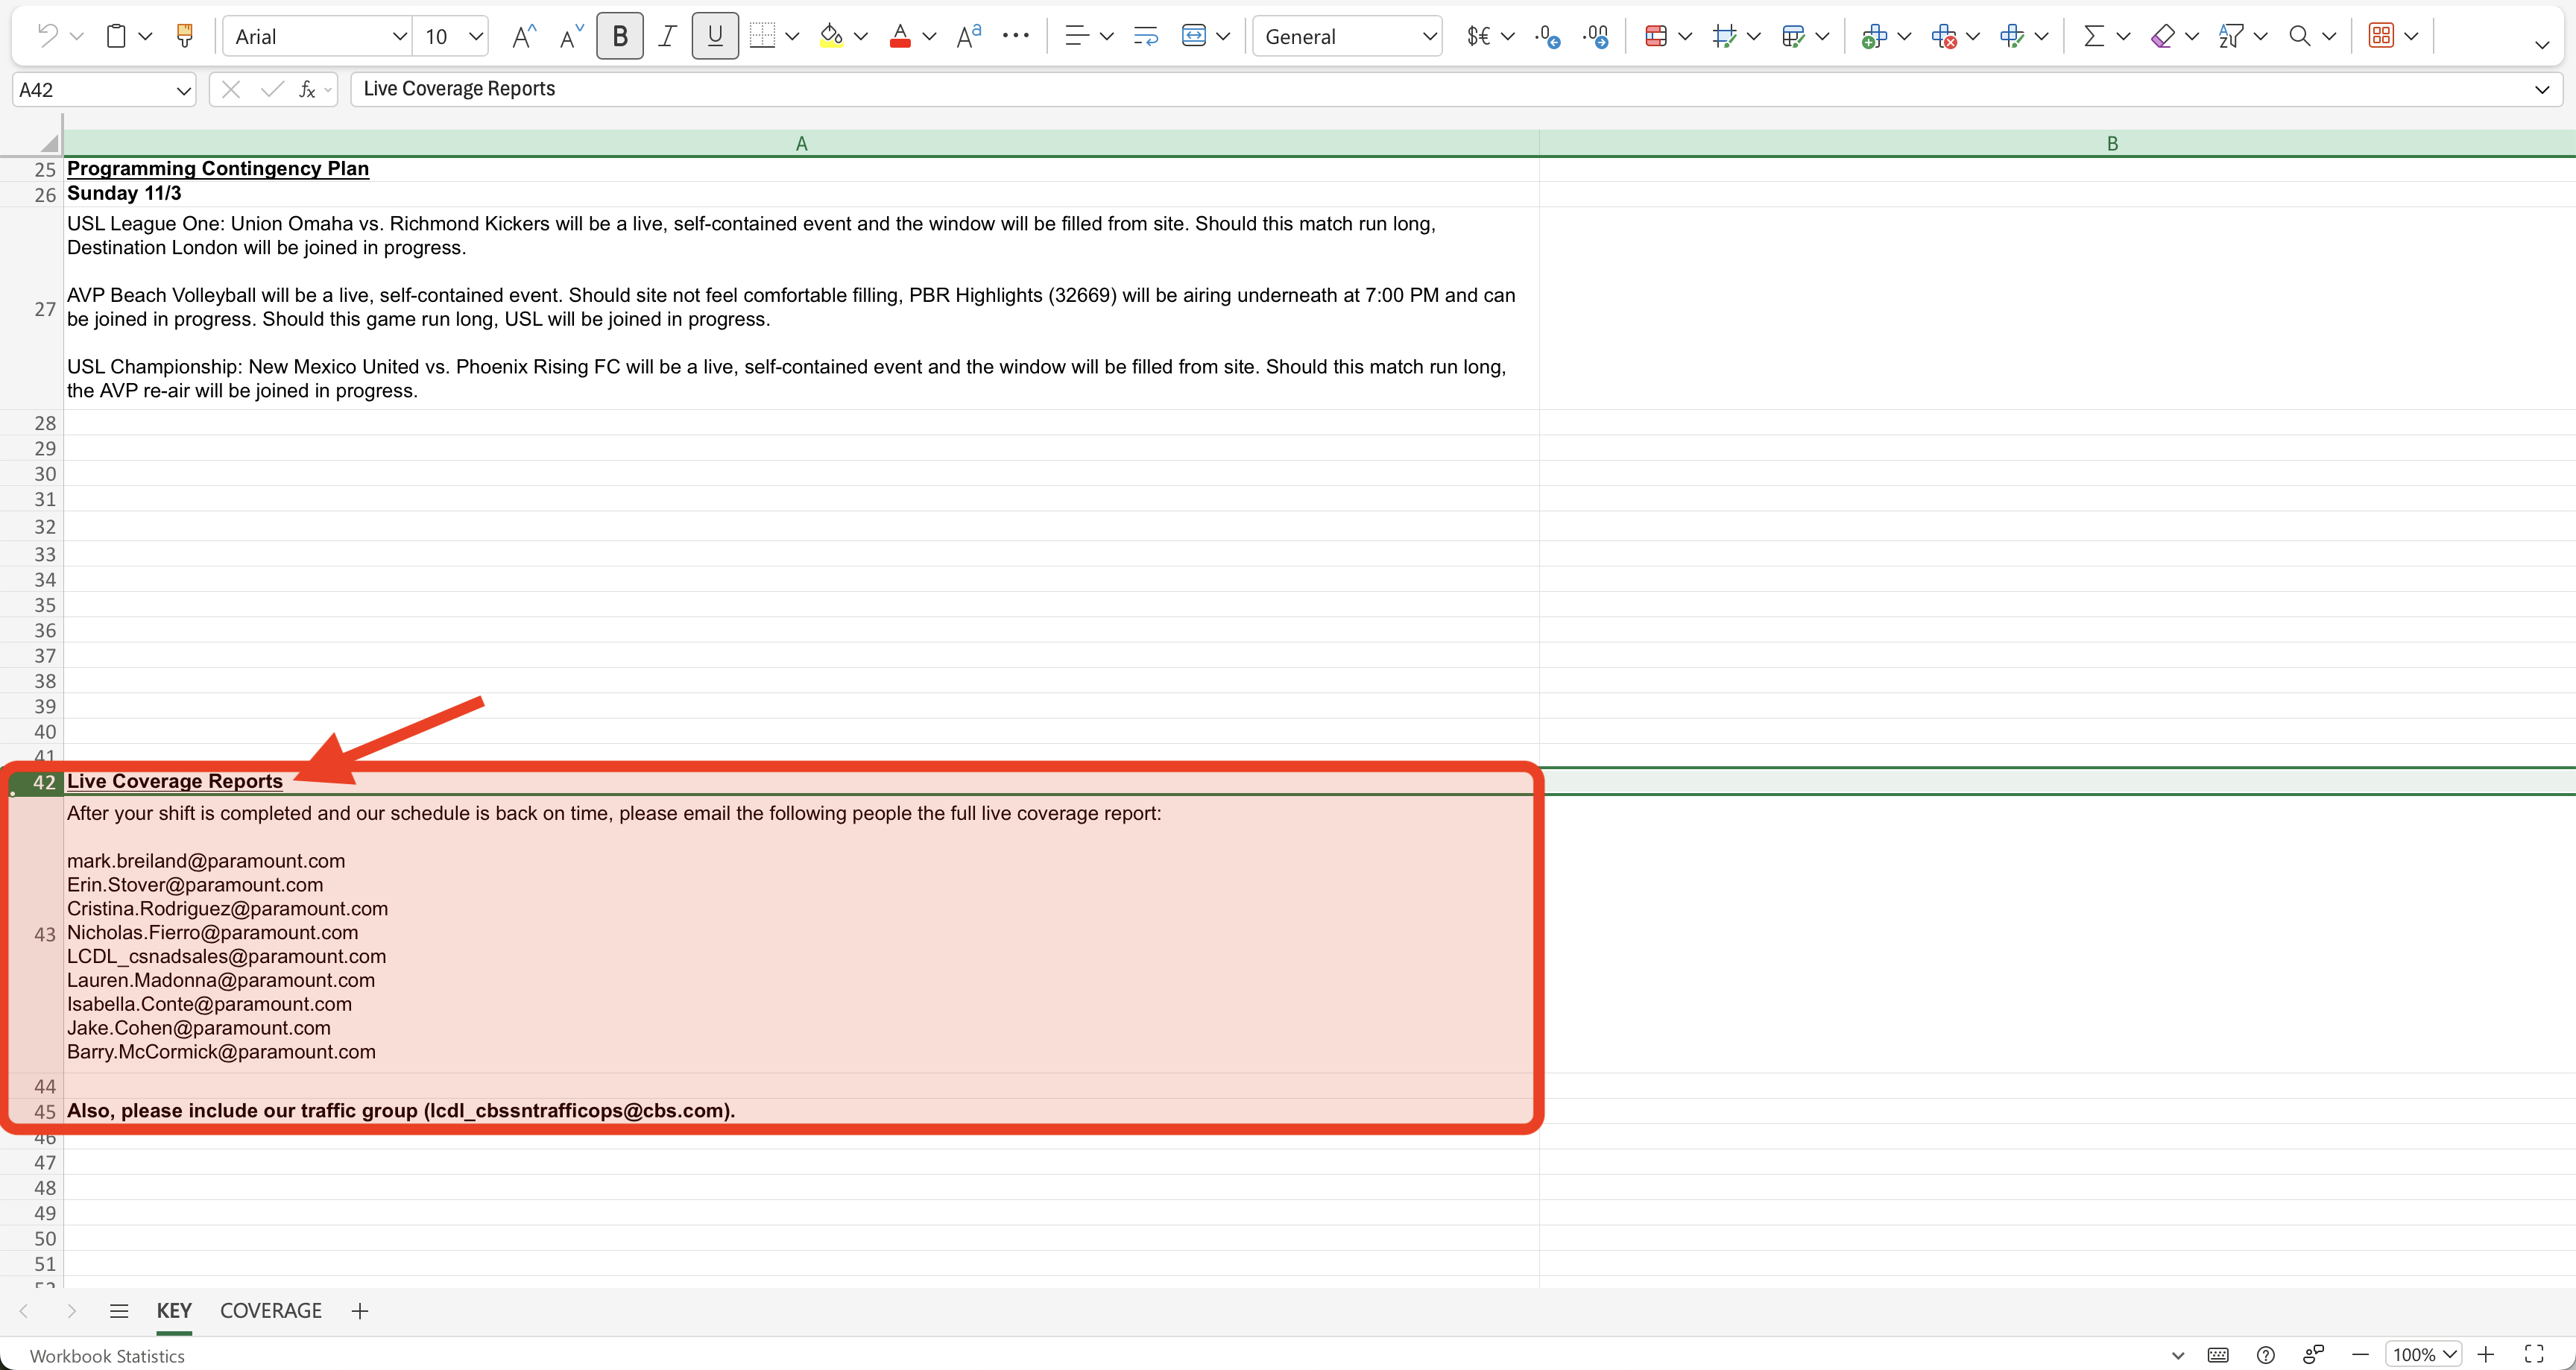 Arial
10
B
I
U
General
A42
fx
Live Coverage Reports
A
B
25 Programming Contingency Plan
26 Sunday 11/3
USL League One: Union Omaha vs. Richmond Kickers will be a live, self-contained event and the window will be filled from site. Should this match run long,
Destination London will be joined in progress.
AVP Beach Volleyball will be a live, self-contained event. Should site not feel comfortable filling, PBR Highlights (32669) will be airing underneath at 7:00 PM and can
27
be joined in progress. Should this game run long, USL will be joined in progress.
USL Championship: New Mexico United vs. Phoenix Rising FC will be a live, self-contained event and the window will be filled from site. Should this match run long,
the AVP re-air will be joined in progress.
28
29
30
31
32
33
34
35
36
37
38
39
40
41
42 Live Coverage Reports
After your shift is completed and our schedule is back on time, please email the following people the full live coverage report:
mark.breiland@paramount.com
Erin.Stover@paramount.com
Cristina.Rodriguez@paramount.com
43 Nicholas.Fierro@paramount.com
LCDL_csnadsales@paramount.com
Lauren.Madonna@paramount.com
Isabella.Conte@paramount.com
Jake.Cohen@paramount.com
Barry.McCormick@paramount.com
44
45 Also, please include our traffic group (lcdl_cbssntrafficops@cbs.com).
46
47
48
49
50
51
KEY COVERAGE
Workbook Statistics
100%